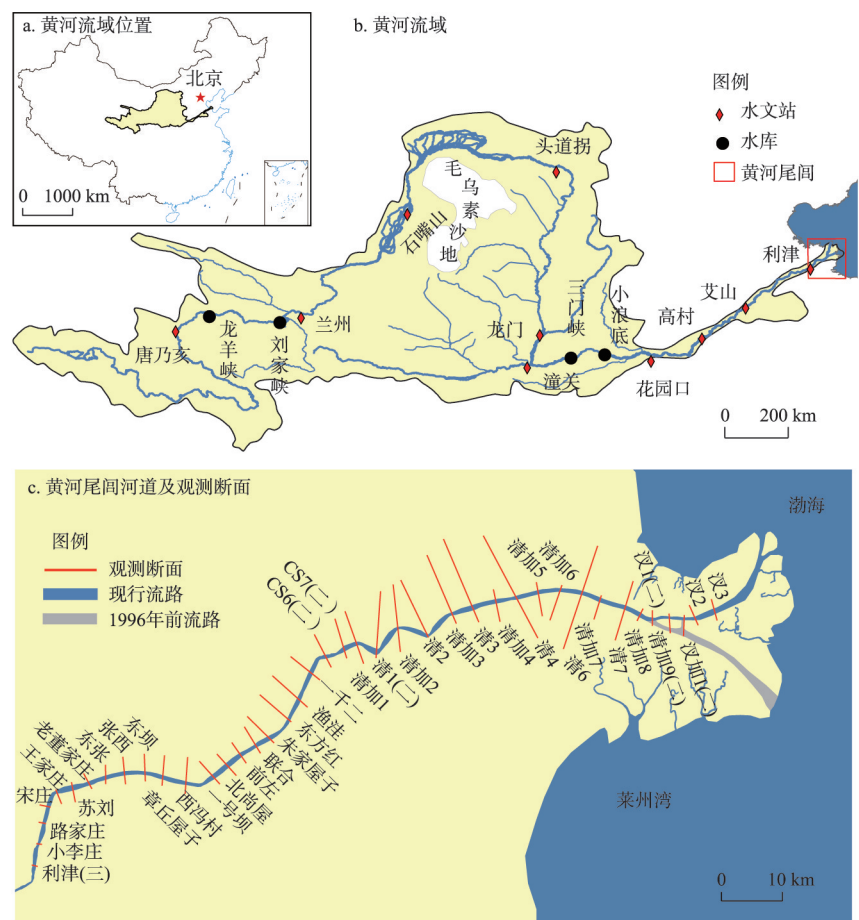 a. 黄河流域位置
北京
0 1000 km
b. 黄河流域
图例
水文站
水库
黄河尾闾
头道拐
毛乌素沙地
石嘴山
利津
艾山
高村
小浪底
三门峡
龙门
兰州
唐乃亥
龙羊峡
刘家峡
潼关
花园口
0 200 km
c. 黄河尾闾河道及观测断面
渤海
图例
观测断面
现行流路
1996年前流路
CS7(二)
CS6(二)
清加5
清加6
汊1(二)
汊2
汊3
清1(二)
清加1
清加2
清2
清加3
清3
清加4
清4
清6
清加7
清7
清加8
清加9(二)
汊加1(二)
一千二
渔洼
东方红
朱家屋子
联合
前左
北尚屋
一号坝
西冯村
章丘屋子
东坝
张西
东张
老董家庄
王家庄
宋庄
苏刘
路家庄
小李庄
利津(三)
莱州湾
0 10 km